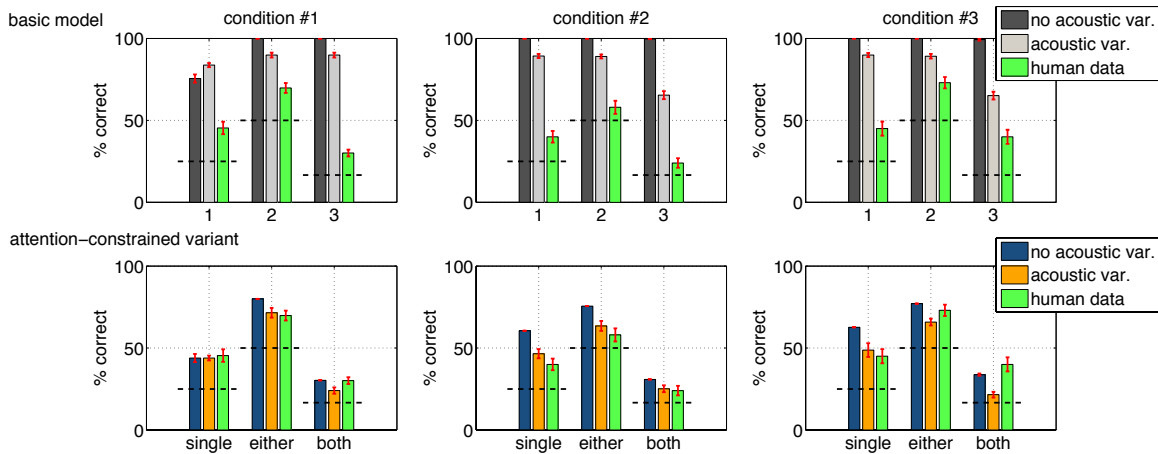 basic model
condition #1
condition #2
condition #3
no acoustic var.
acoustic var.
human data
% correct
100
50
0
1 2 3
% correct
100
50
0
1 2 3
% correct
100
50
0
1 2 3
attention−constrained variant
no acoustic var.
acoustic var.
human data
% correct
100
50
0
single either both
% correct
100
50
0
single either both
% correct
100
50
0
single either both